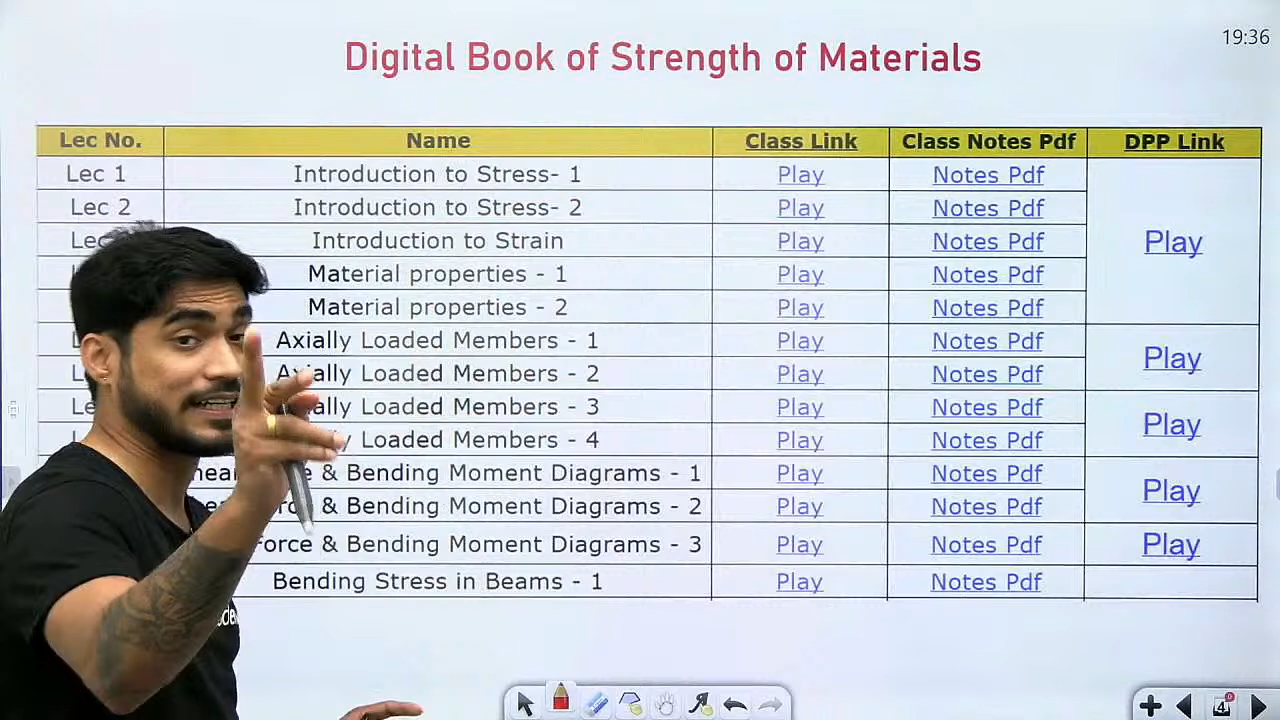 19:36
Digital Book of Strength of Materials
Lec No. Name Class Link Class Notes Pdf DPP Link
Lec 1 Introduction to Stress- 1 Play Notes Pdf
Lec 2 Introduction to Stress- 2 Play Notes Pdf
Introduction to Strain Play Notes Pdf Play
Material properties - 1 Play Notes Pdf
Material properties - 2 Play Notes Pdf
Axially Loaded Members - 1 Play Notes Pdf Play
Loaded Members - 2 Play Notes Pdf
Loaded Members - 3 Play Notes Pdf Play
Loaded Members - 4 Play Notes Pdf
& Bending Moment Diagrams - 1 Play Notes Pdf Play
& Bending Moment Diagrams - 2 Play Notes Pdf
Force & Bending Moment Diagrams - 3 Play Notes Pdf Play
Bending Stress in Beams - 1 Play Notes Pdf
4